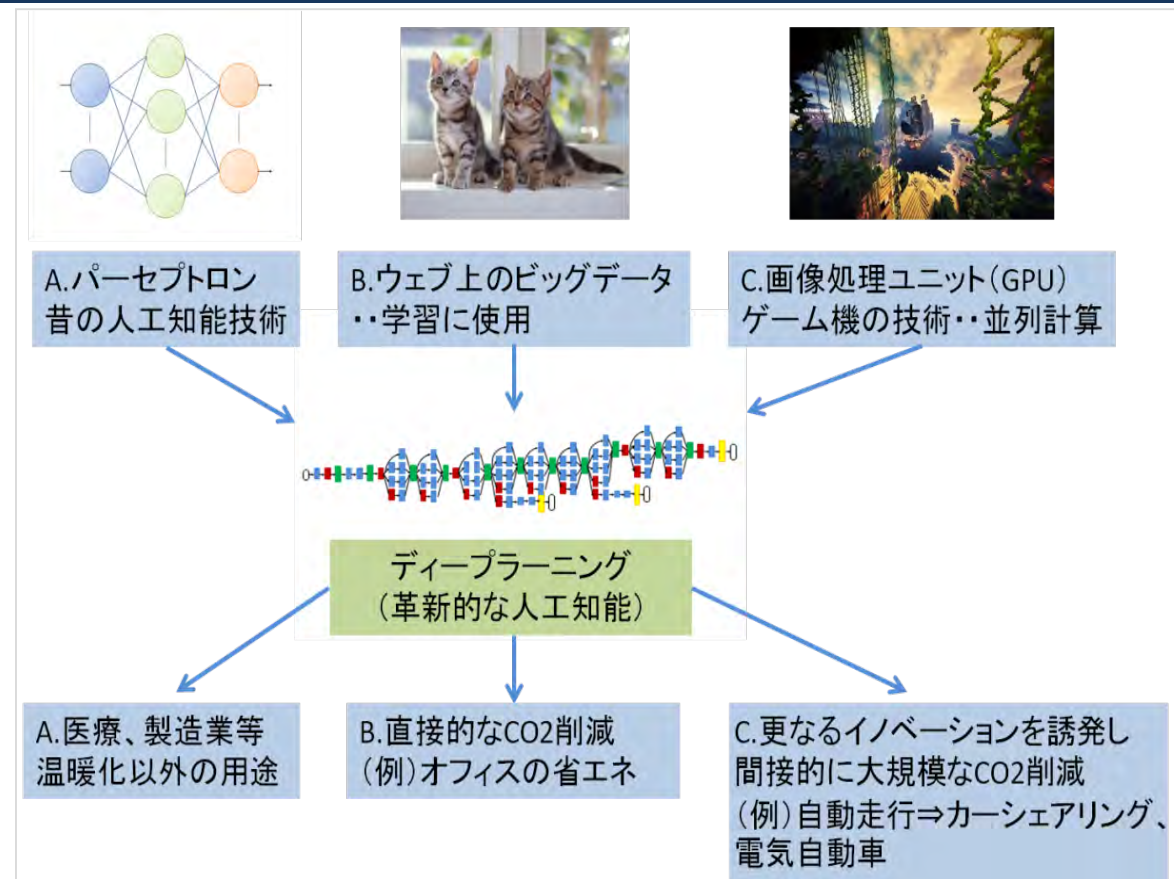 A.パーセプトロン
昔の人工知能技術
B.ウェブ上のビッグデータ
・・学習に使用
C.画像処理ユニット（GPU）
ゲーム機の技術・・並列計算
ディープラーニング
（革新的な人工知能）
A.医療、製造業等
温暖化以外の用途
B.直接的なCO2削減
（例）オフィスの省エネ
C.更なるイノベーションを誘発し
間接的に大規模なCO2削減
（例）自動走行⇒カーシェアリング、
電気自動車